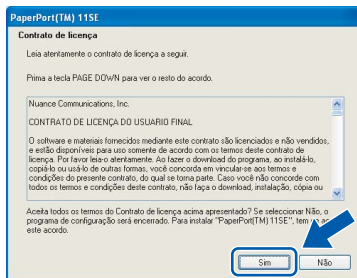 PaperPort(TM) 11SE
Contrato de licença
Leia atentamente o contrato de licença a seguir.
Prima a tecla PAGE DOWN para ver o resto do acordo.
Nuance Communications, Inc.
CONTRATO DE LICENÇA DO USUARIO FINAL
O software e materiais fornecidos mediante este contrato são licenciados e não vendidos,
e estão disponíveis para uso somente de acordo com os termos deste contrato de
licença. Por favor leia-o atentamente. Ao fazer o download do programa, ao instalá-lo,
copiá-lo ou usá-lo de outras formas, você concorda em vincular-se aos termos e
condições do presente contrato, do qual se torna parte. Caso você não concorde com
todos os termos e condições deste contrato, não faça o download, instalação, cópia ou
Aceita todos os termos do Contrato de licença acima apresentado? Se seleccionar Não, o
programa de configuração será encerrado. Para instalar "PaperPort(TM) 11SE", tem
este acordo.
Sim
Não